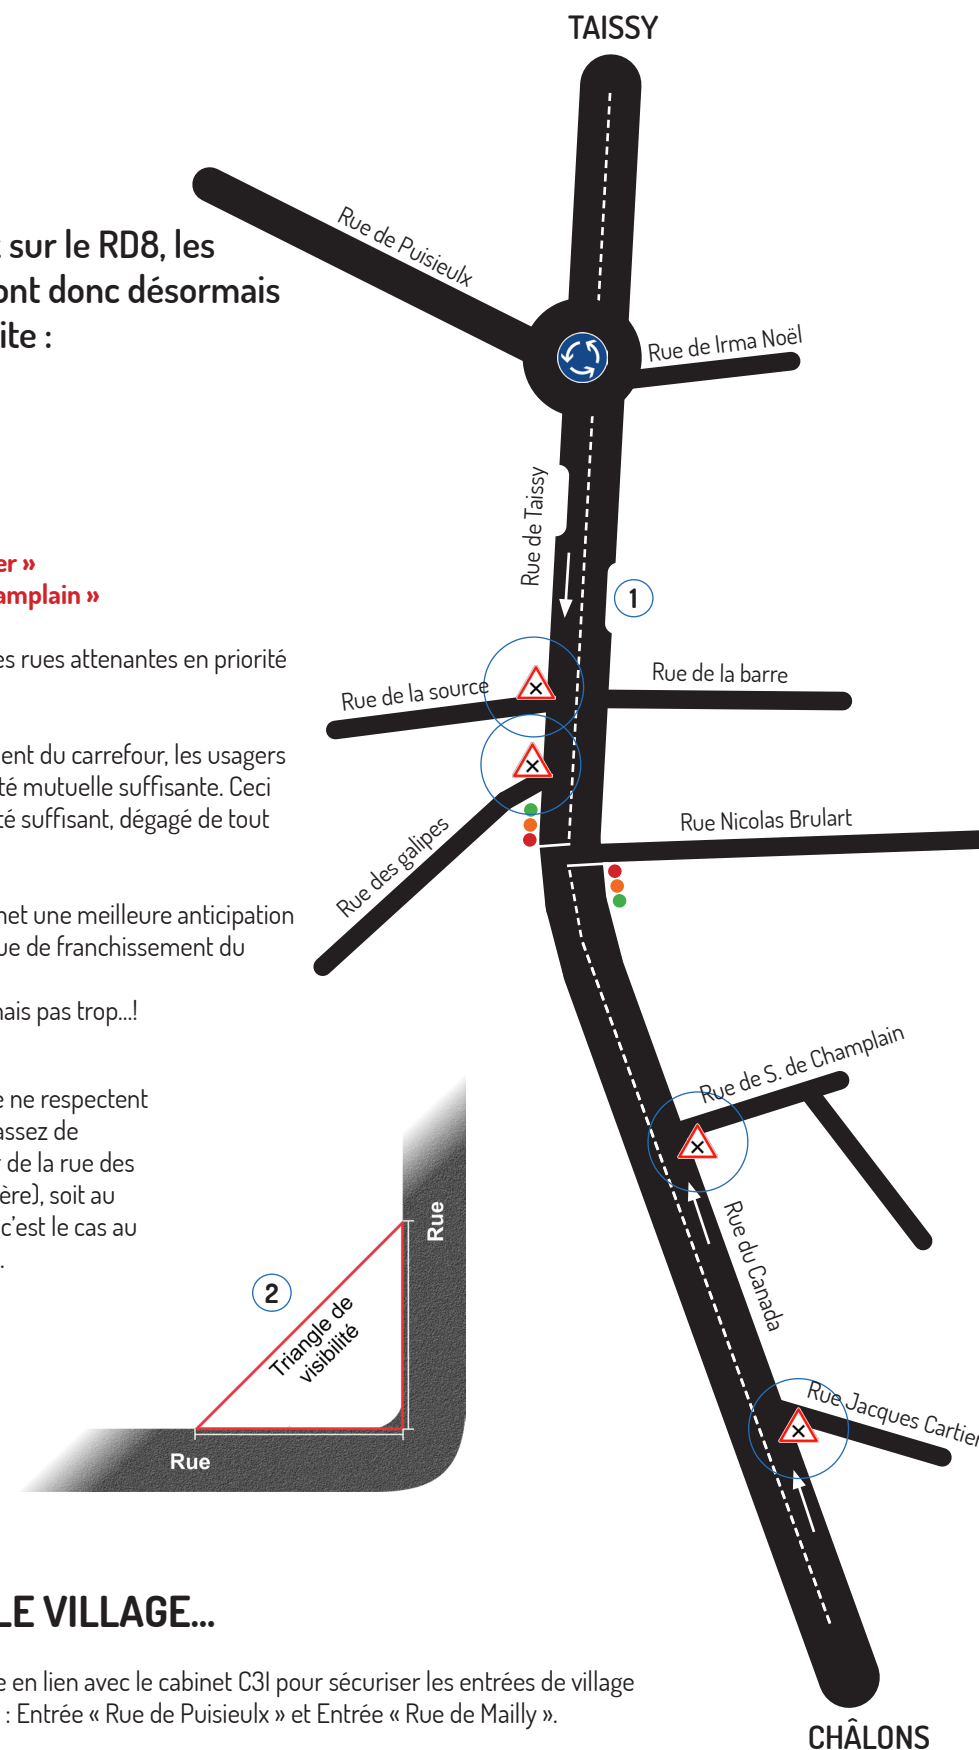 TAISSY
Rue de Puisieulx
sur le RD8, les
ont donc désormais
ite :
Rue de Irma Noël
Rue de Taissy
er »
amplain »
1
es rues attenantes en priorité
Rue de la source
Rue de la barre
ent du carrefour, les usagers
té mutuelle suffisante. Ceci
té suffisant, dégagé de tout
Rue Nicolas Brulart
Rue des galipes
net une meilleure anticipation
ue de franchissement du
nais pas trop...!
Rue de S. de Champlain
e ne respectent
assez de
r de la rue des
ère), soit au
c'est le cas au
.
Rue
Rue du Canada
2
Triangle de
visibilité
Rue
Rue Jacques Cartier
LE VILLAGE...
e en lien avec le cabinet C3I pour sécuriser les entrées de village
: Entrée « Rue de Puisieulx » et Entrée « Rue de Mailly ».
CHÂLONS